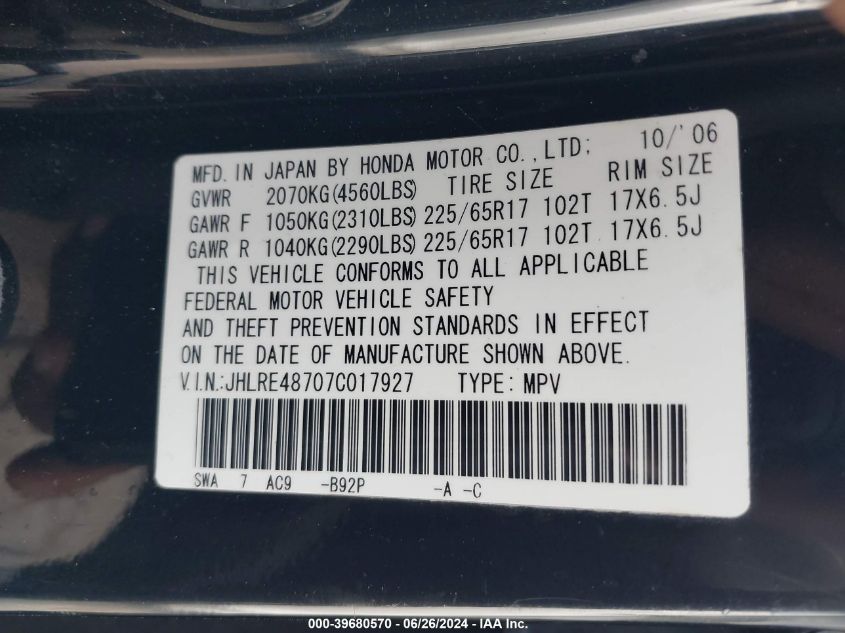 MFD. IN JAPAN BY HONDA MOTOR CO., LTD: 10/'06
GVWR 2070KG(4560LBS) TIRE SIZE RIM SIZE
GAWR F 1050KG(2310LBS) 225/65R17 102T 17X6.5J
GAWR R 1040KG(2290LBS) 225/65R17 102T 17X6.5J
THIS VEHICLE CONFORMS TO ALL APPLICABLE
FEDERAL MOTOR VEHICLE SAFETY
AND THEFT PREVENTION STANDARDS IN EFFECT
ON THE DATE OF MANUFACTURE SHOWN ABOVE.
V.I.N.:JHLRE48707C017927 TYPE: MPV
SWA 7 AC9 -B92P -A -C
000-39680570 / 06/26/2024 / IAA Inc.